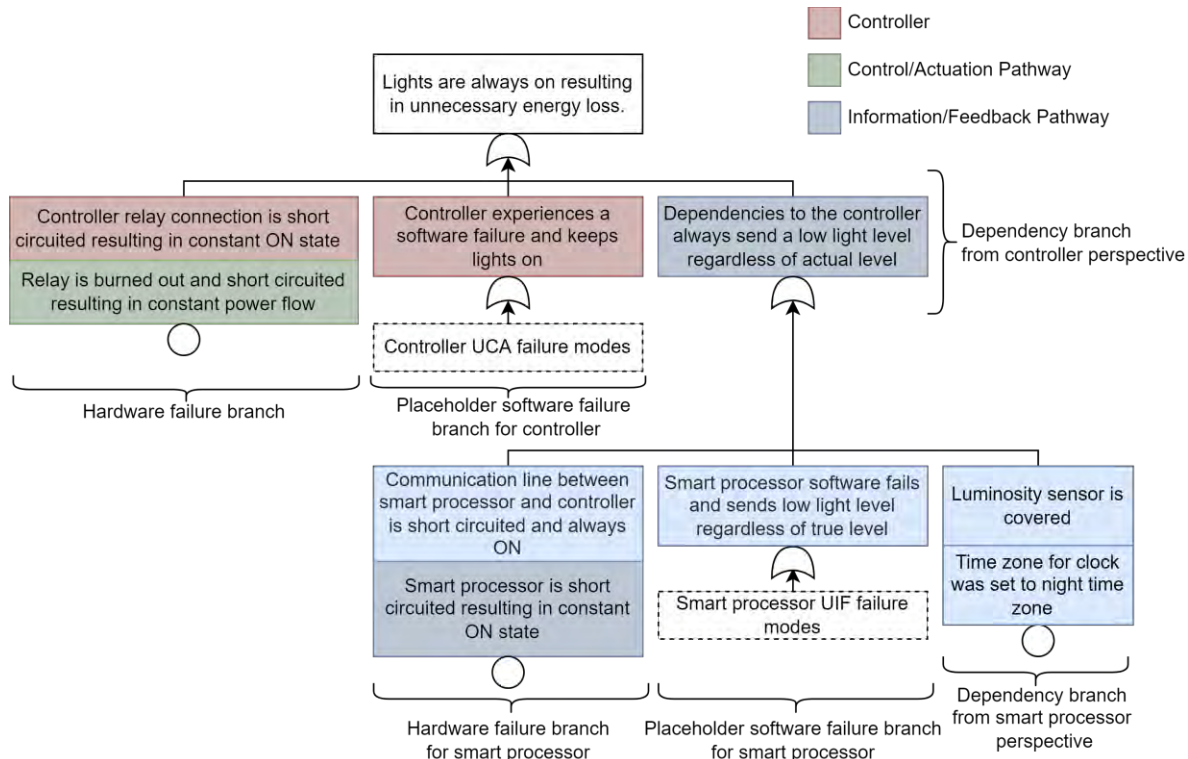 Controller
Control/Actuation Pathway
Information/Feedback Pathway
Lights are always on resulting
in unnecessary energy loss.
Controller relay connection is short
circuited resulting in constant ON state
Relay is burned out and short circuited
resulting in constant power flow
Hardware failure branch
Controller experiences a
software failure and keeps
lights on
Controller UCA failure modes
Placeholder software failure
branch for controller
Dependencies to the controller
always send a low light level
regardless of actual level
Dependency branch
from controller perspective
Communication line between
smart processor and controller
is short circuited and always
ON
Smart processor is short
circuited resulting in constant
ON state
Hardware failure branch
for smart processor
Smart processor software fails
and sends low light level
regardless of true level
Smart processor UIF failure
modes
Placeholder software failure branch
for smart processor
Luminosity sensor is
covered
Time zone for clock
was set to night time
zone
Dependency branch
from smart processor
perspective